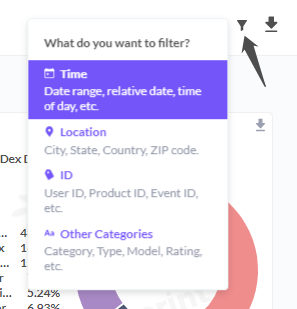 What do you want to filter?
Time
Date range, relative date, time
of day, etc.
Dex D
Location
City, State, Country, ZIP code.
ID
User ID, Product ID, Event ID,
etc.
Aa Other Categories
Category, Type, Model, Rating,
etc.
... 4
x 4
... 1
r
i... 5.24%
6.93%